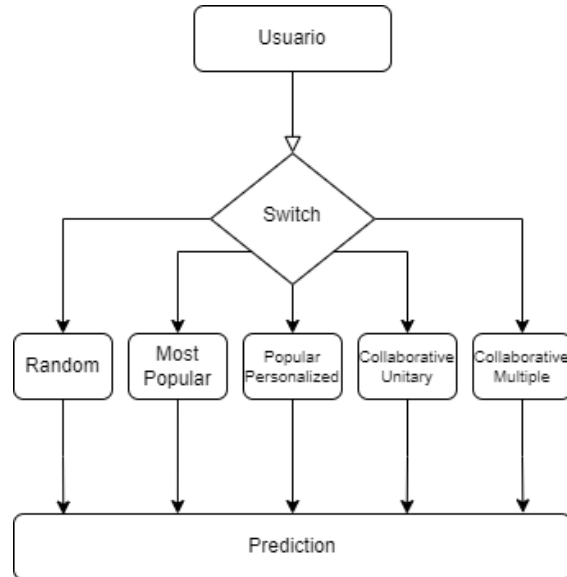 Usuario
Switch
Random
Most
Popular
Popular
Personalized
Collaborative
Unitary
Collaborative
Multiple
Prediction